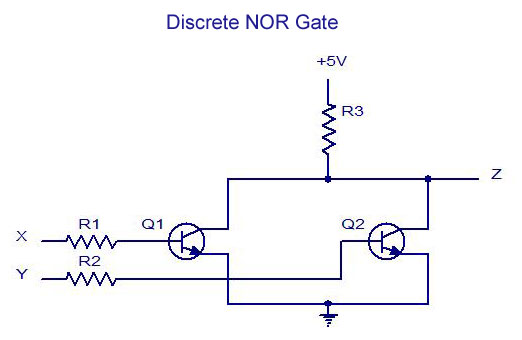 Discrete NOR Gate
+5V
R3
Z
R1
Q1
Q2
X
R2
Y